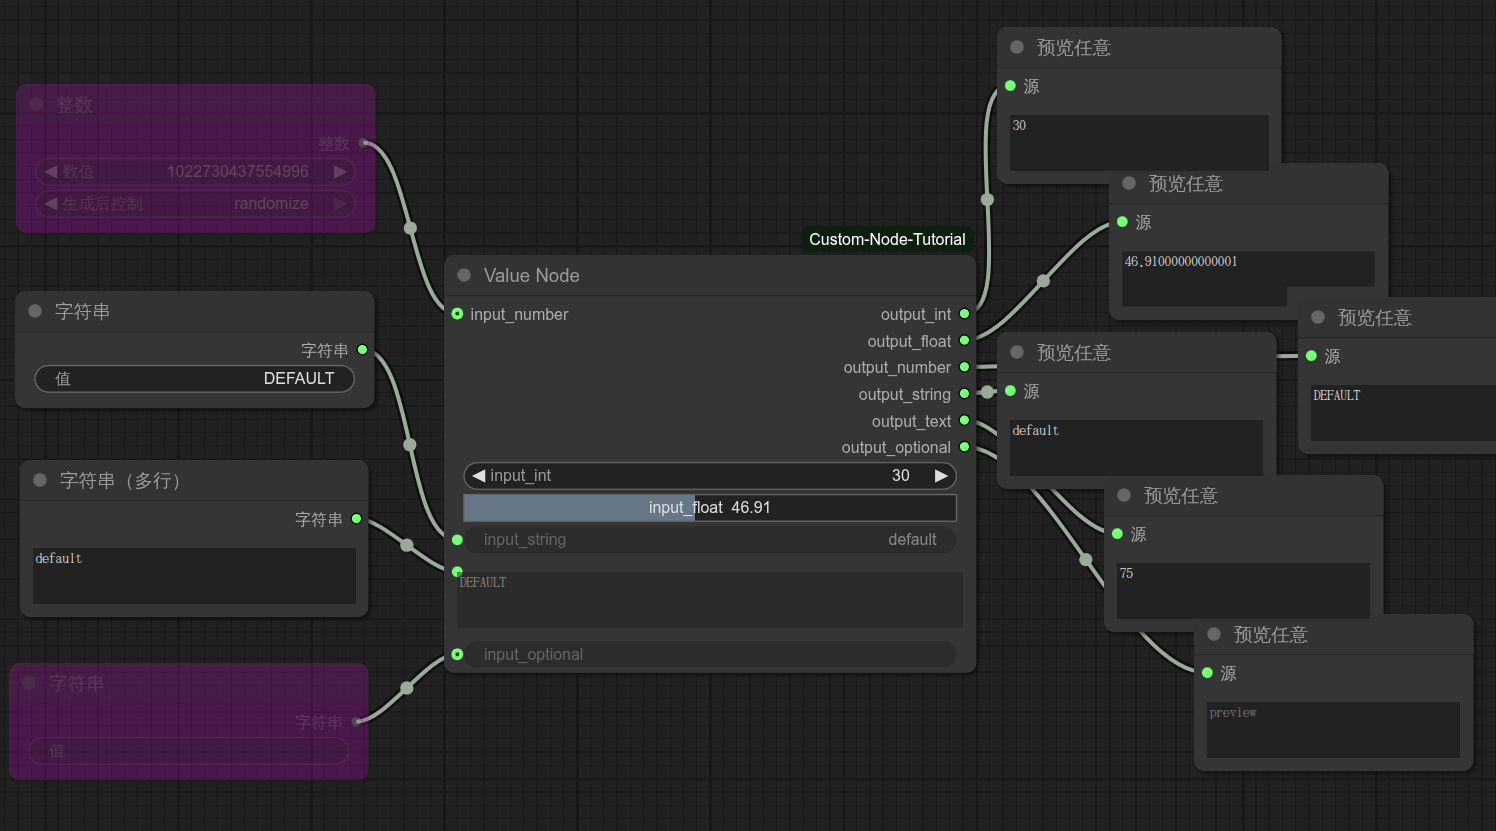 整数
整数
数值 1022730437554996
生成后控制 randomize
字符串
字符串
值 DEFAULT
字符串（多行）
字符串
default
字符串
字符串
值
Custom-Node-Tutorial
Value Node
input_number output_int
output_float
output_number
output_string
output_text
output_optional
input_int 30
input_float 46.91
input_string default
DEFAULT
input_optional
预览任意
源
30
预览任意
源
46.91000000000001
预览任意
源
DEFAULT
预览任意
源
default
预览任意
源
75
预览任意
源
preview